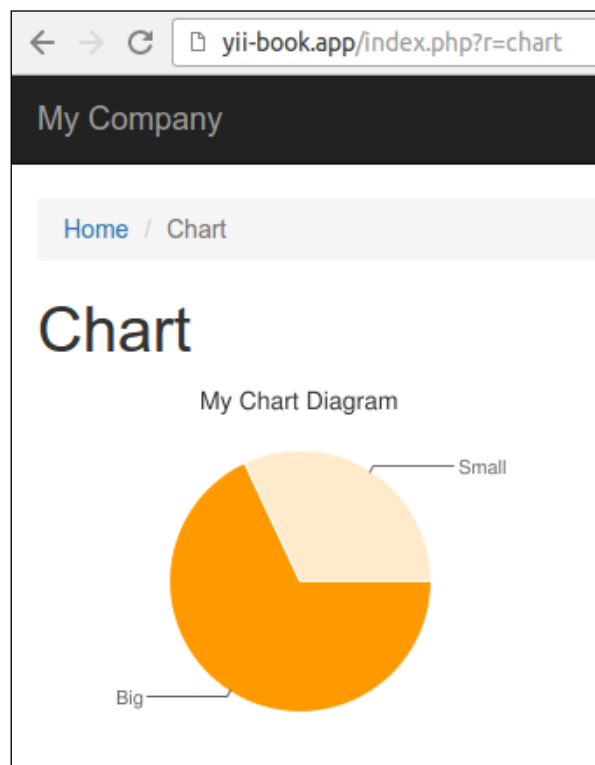 yii-book.app/index.php?r=chart
My Company
Home / Chart
Chart
My Chart Diagram
Small
Big